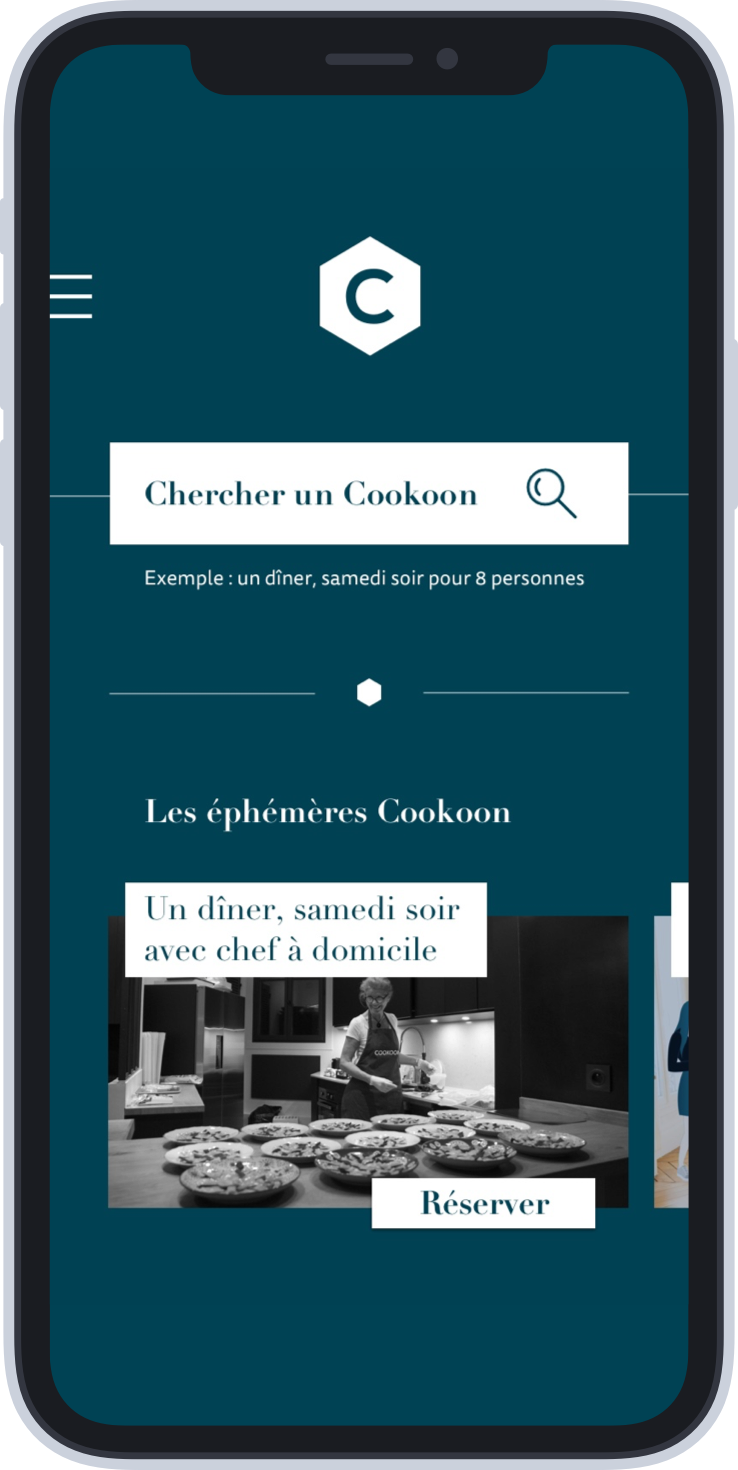 C
Chercher un Cookoon
Exemple : un dîner, samedi soir pour 8 personnes
Les éphémères Cookoon
Un dîner, samedi soir
avec chef à domicile
COOKOON
Réserver